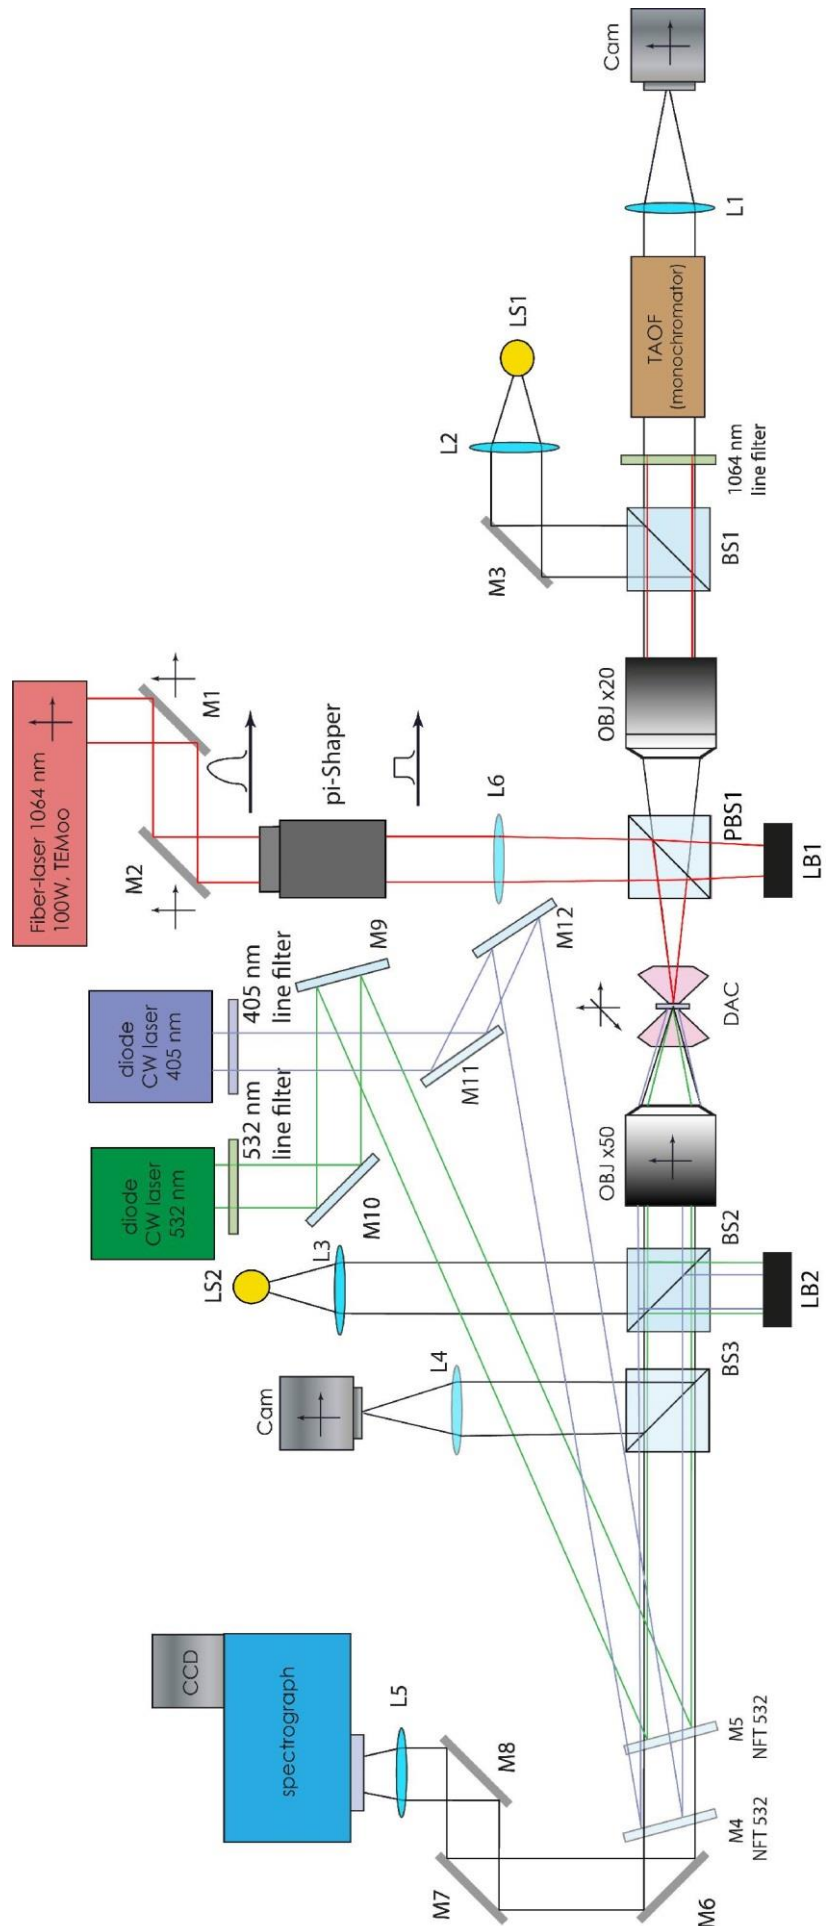 Fiber-laser 1064 nm
100W, TEMoo
M1
M2
pi-Shaper
L6
PBS1
LB1
diode
CW laser
405 nm
405 nm
line filter
diode
CW laser
532 nm
532 nm
line filter
M9
M10
M11
M12
LS2
L3
Cam
L4
BS3
BS2
LB2
OBJ x50
DAC
OBJ x20
BS1
M3
L2
LS1
1064 nm
line filter
TAOF
(monochromator)
L1
Cam
CCD
spectrograph
L5
M8
M7
M6
M4
NFT 532
M5
NFT 532